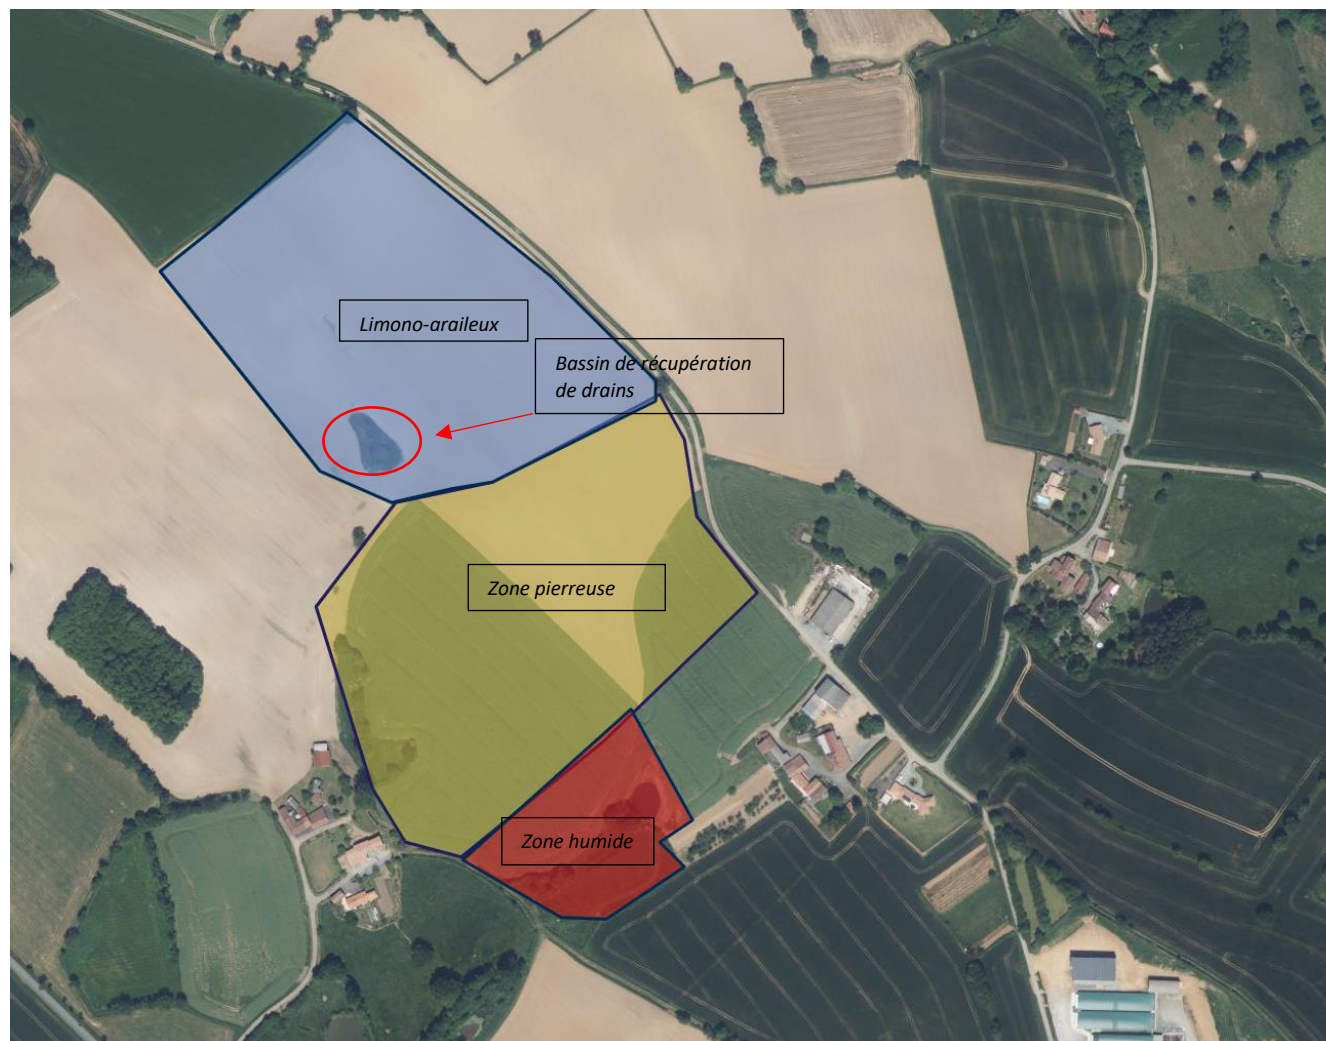 Limono-araileux
Bassin de récupération
de drains
Zone pierreuse
Zone humide